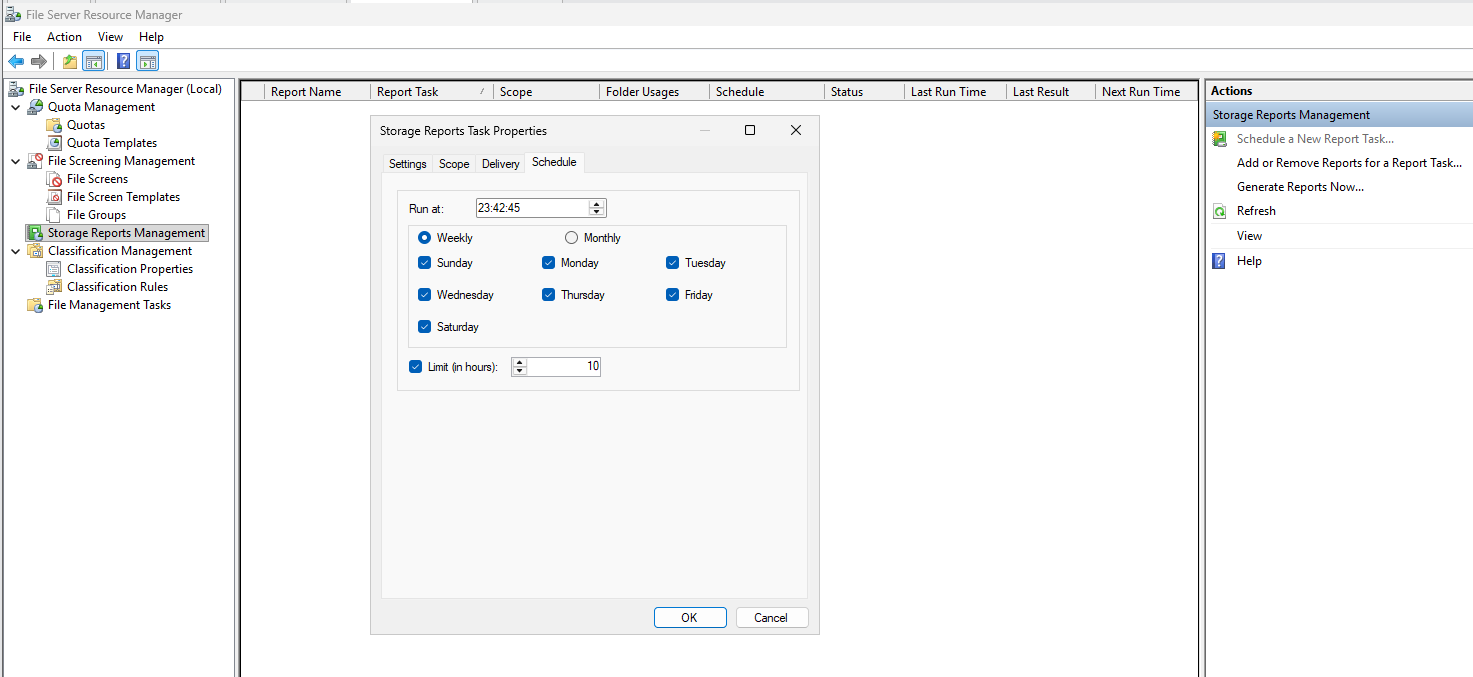 File Server Resource Manager
File Action View Help
File Server Resource Manager (Local)
Quota Management
Quotas
Quota Templates
File Screening Management
File Screens
File Screen Templates
File Groups
Storage Reports Management
Classification Management
Classification Properties
Classification Rules
File Management Tasks
Report Name Report Task Scope Folder Usages Schedule Status Last Run Time Last Result Next Run Time
Storage Reports Task Properties
Settings Scope Delivery Schedule
Run at: 23:42:45
Weekly Monthly
Sunday Monday Tuesday
Wednesday Thursday Friday
Saturday
Limit (in hours): 10
OK Cancel
Actions
Storage Reports Management
Schedule a New Report Task...
Add or Remove Reports for a Report Task...
Generate Reports Now...
Refresh
View
Help